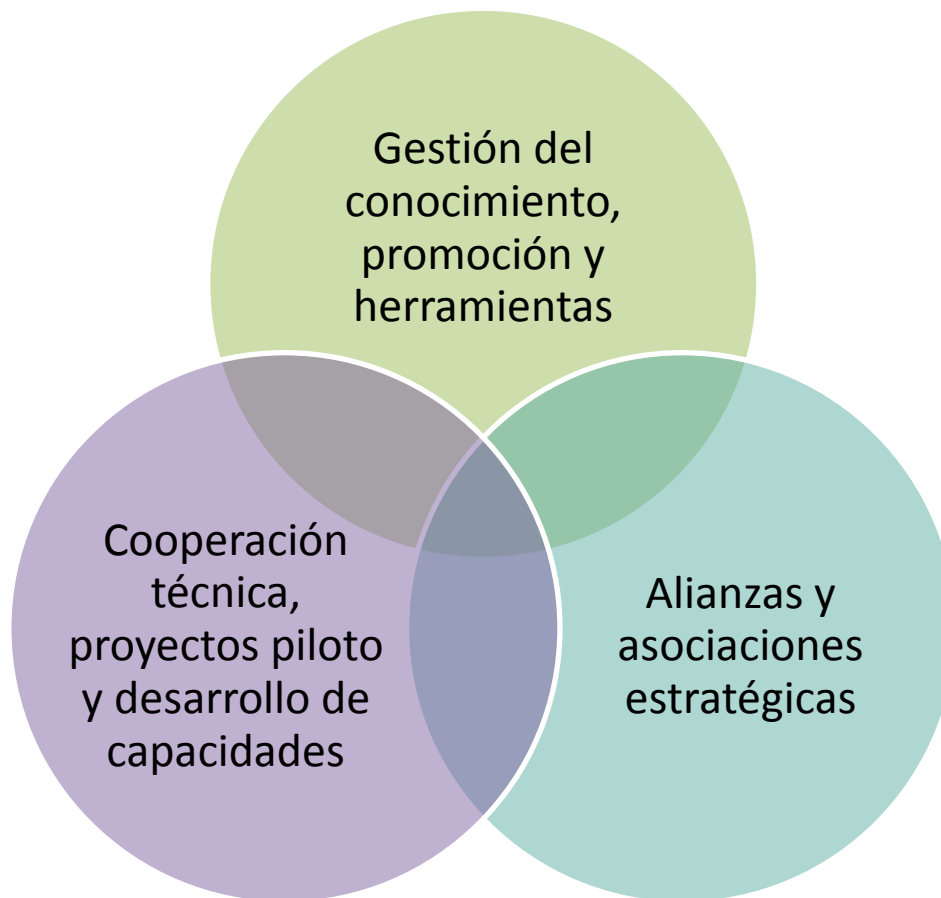 Gestión del
conocimiento,
promoción y
herramientas
Cooperación
técnica,
proyectos piloto
y desarrollo de
capacidades
Alianzas y
asociaciones
estratégicas